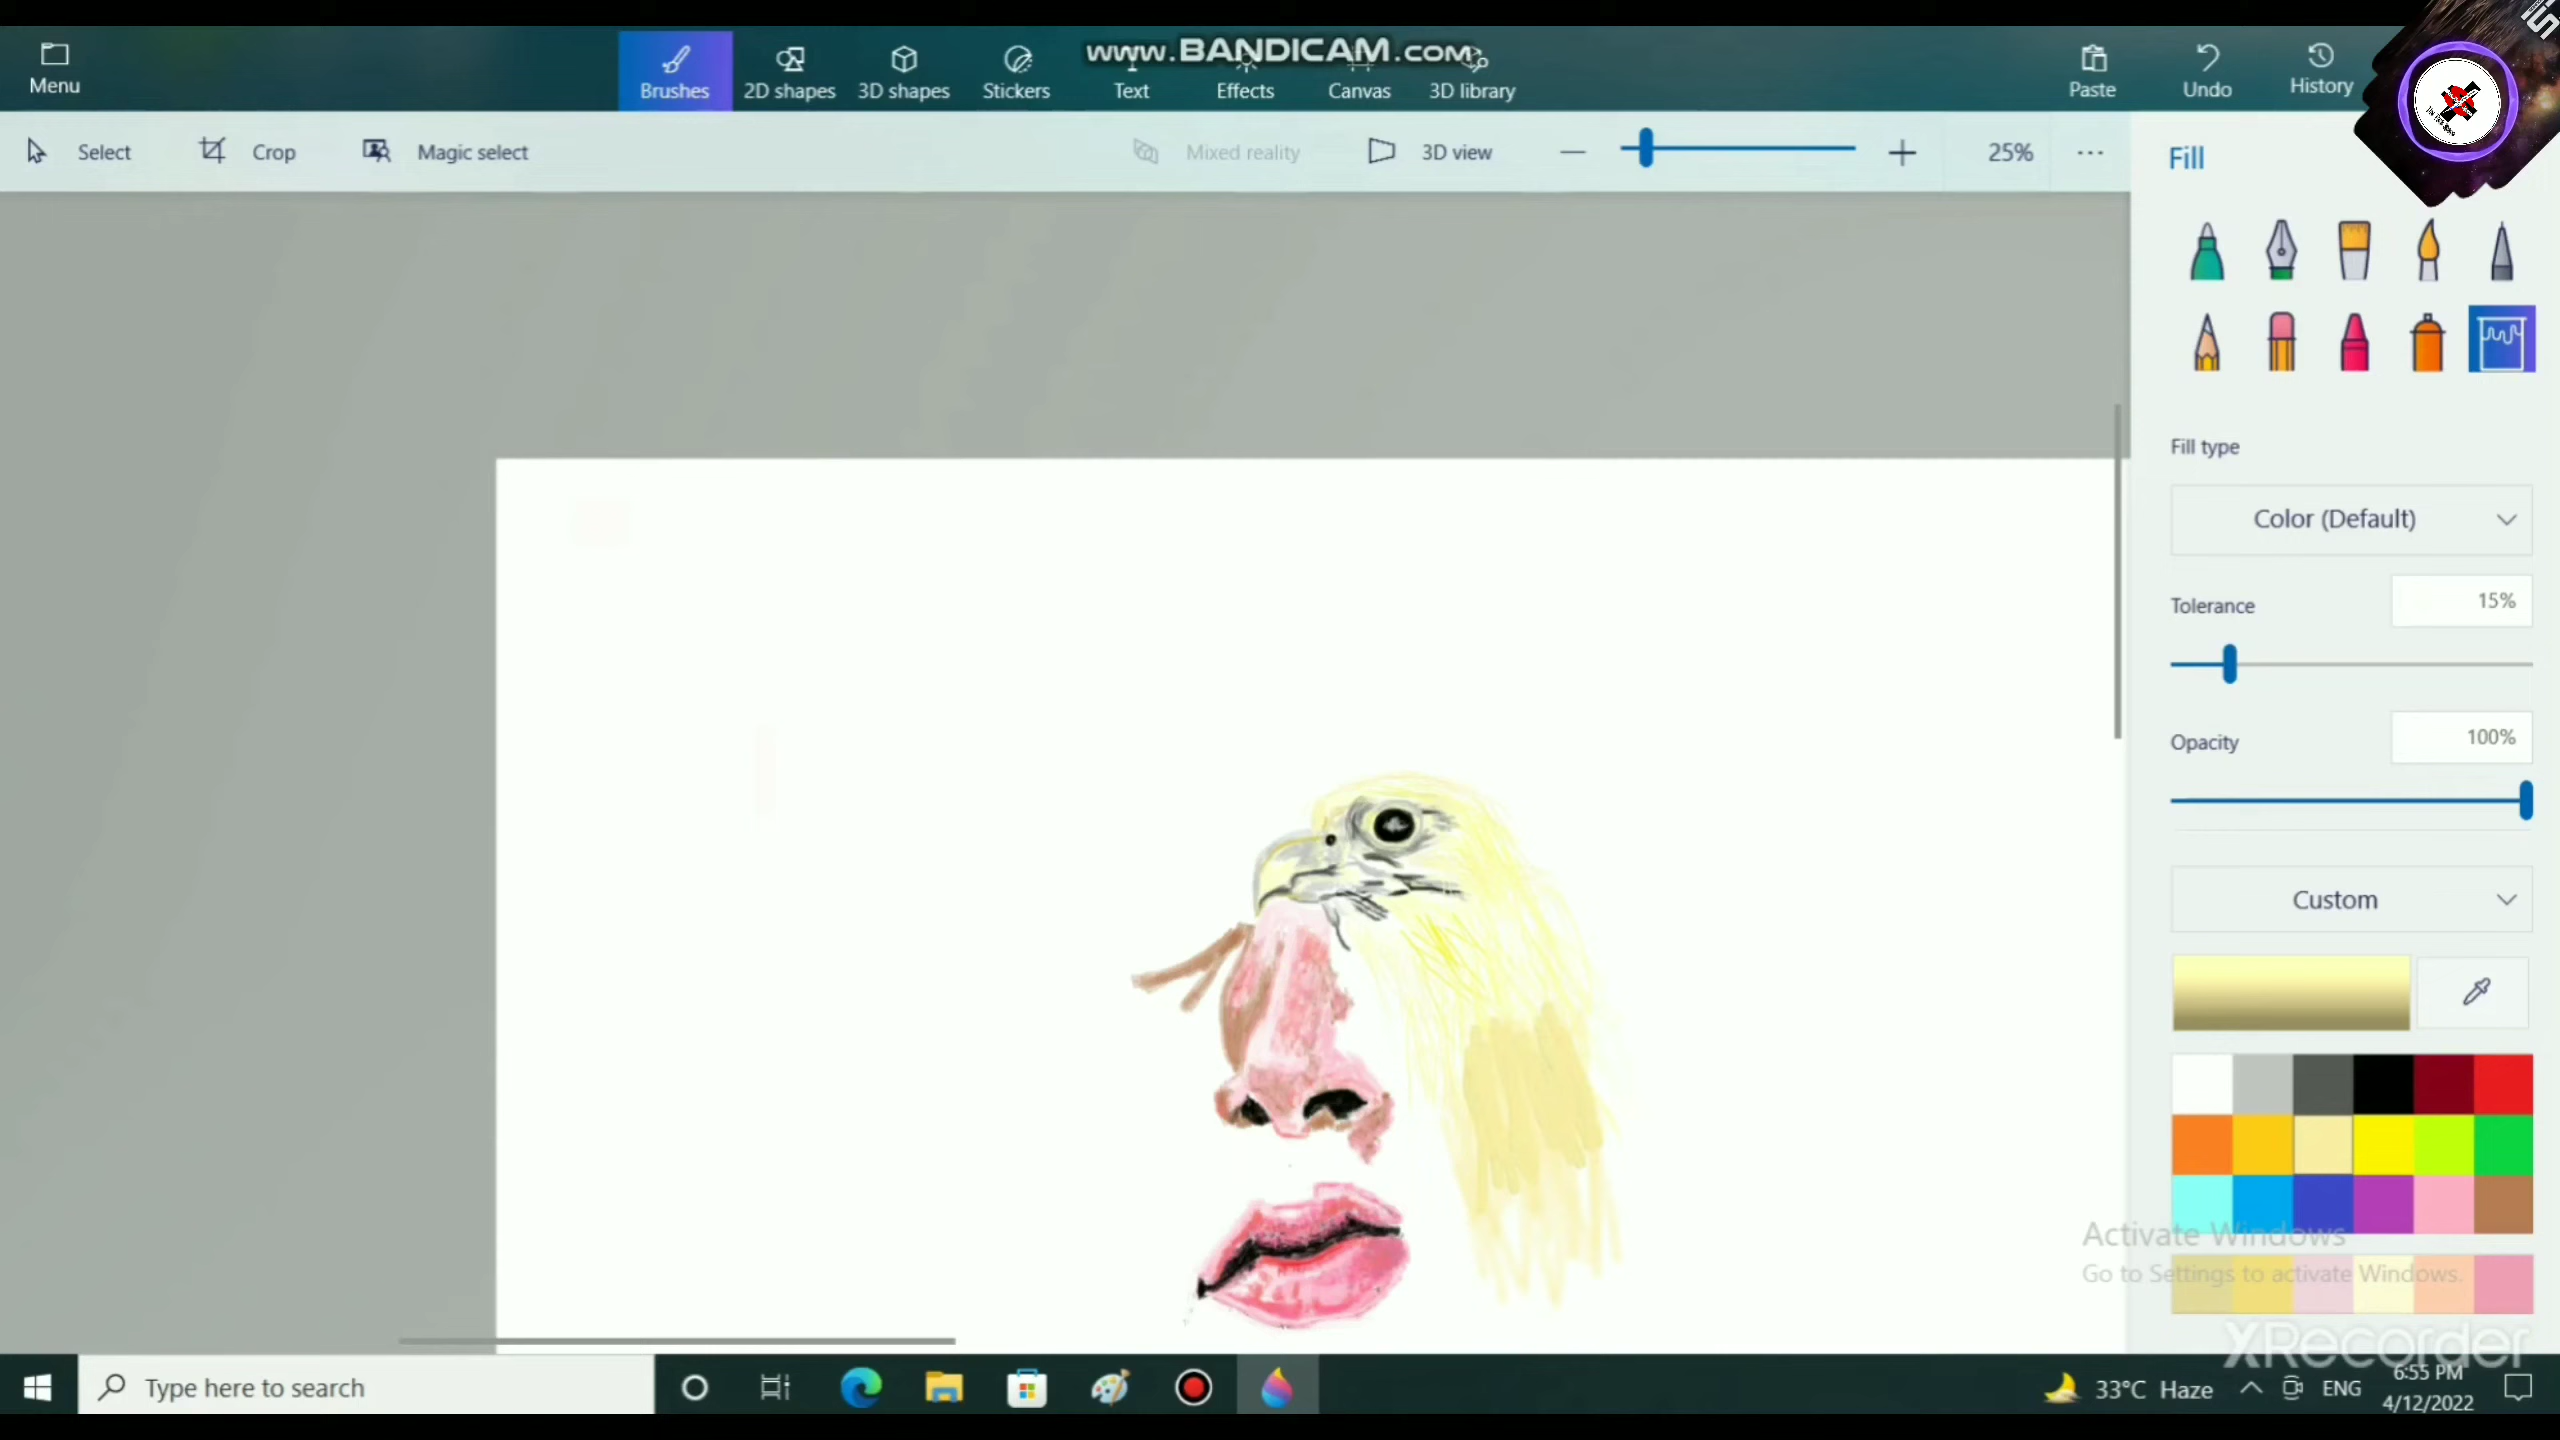 www.BANDICAM.com
Menu
Brushes
2D shapes
3D shapes
Stickers
Text
Effects
Canvas
3D library
Paste
Undo
History
Select
Crop
Magic select
Mixed reality
3D view
25%
Fill
Fill type
Color (Default)
Tolerance
15%
Opacity
100%
Custom
Activate Windows
Go to Settings to activate Windows.
XRecorder
Type here to search
33°C Haze
ENG
6:55 PM
4/12/2022